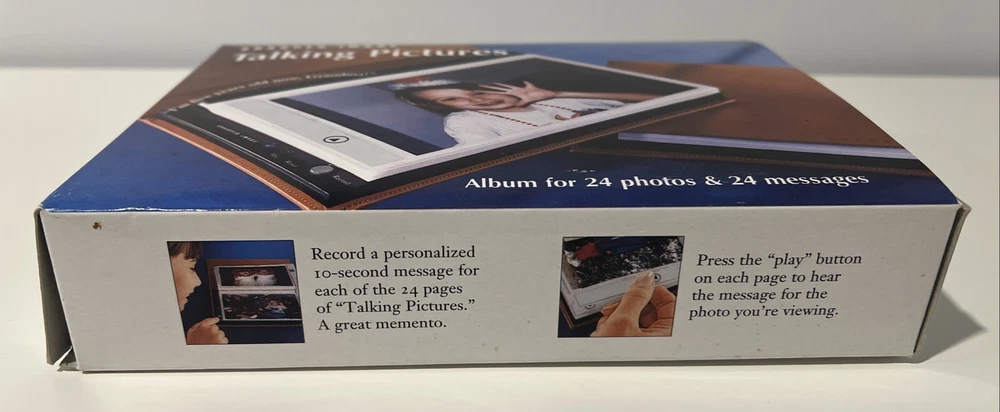 Talking Pictures
Album for 24 photos & 24 messages
Record a personalized
10-second message for
each of the 24 pages
of “Talking Pictures.”
A great memento.
Press the “play” button
on each page to hear
the message for the
photo you’re viewing.